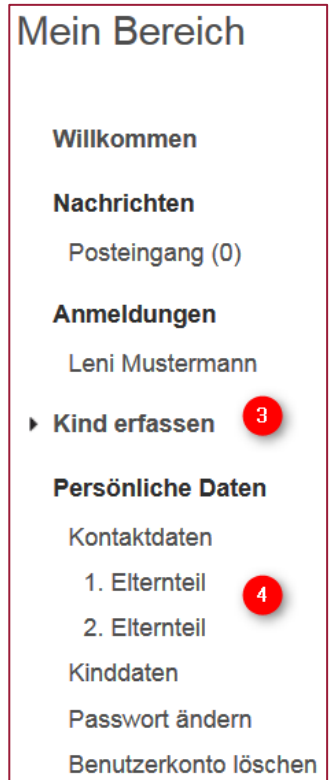 Mein Bereich
Willkommen
Nachrichten
Posteingang (0)
Anmeldungen
Leni Mustermann
Kind erfassen 3
Persönliche Daten
Kontaktdaten
1. Elternteil
4
2. Elternteil
Kinddaten
Passwort ändern
Benutzerkonto löschen